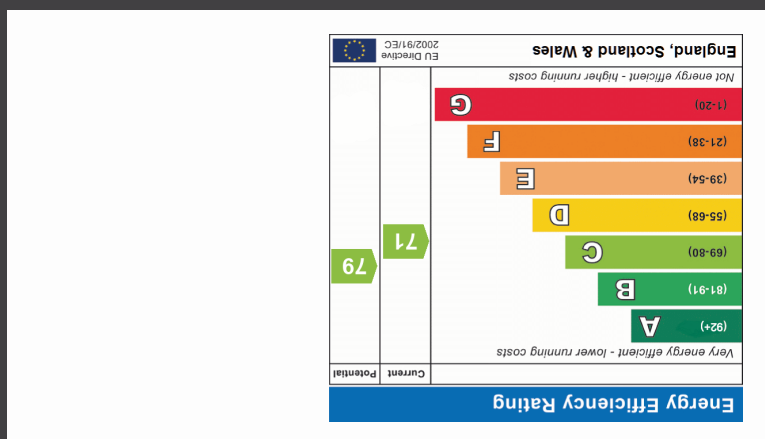 Energy Efficiency Rating
Current Potential
Very energy efficient - lower running costs
(92+) A
(81-91) B
(69-80) C
(55-68) D
(39-54) E
(21-38) F
(1-20) G
71
79
Not energy efficient - higher running costs
England, Scotland & Wales
EU Directive
2002/91/EC